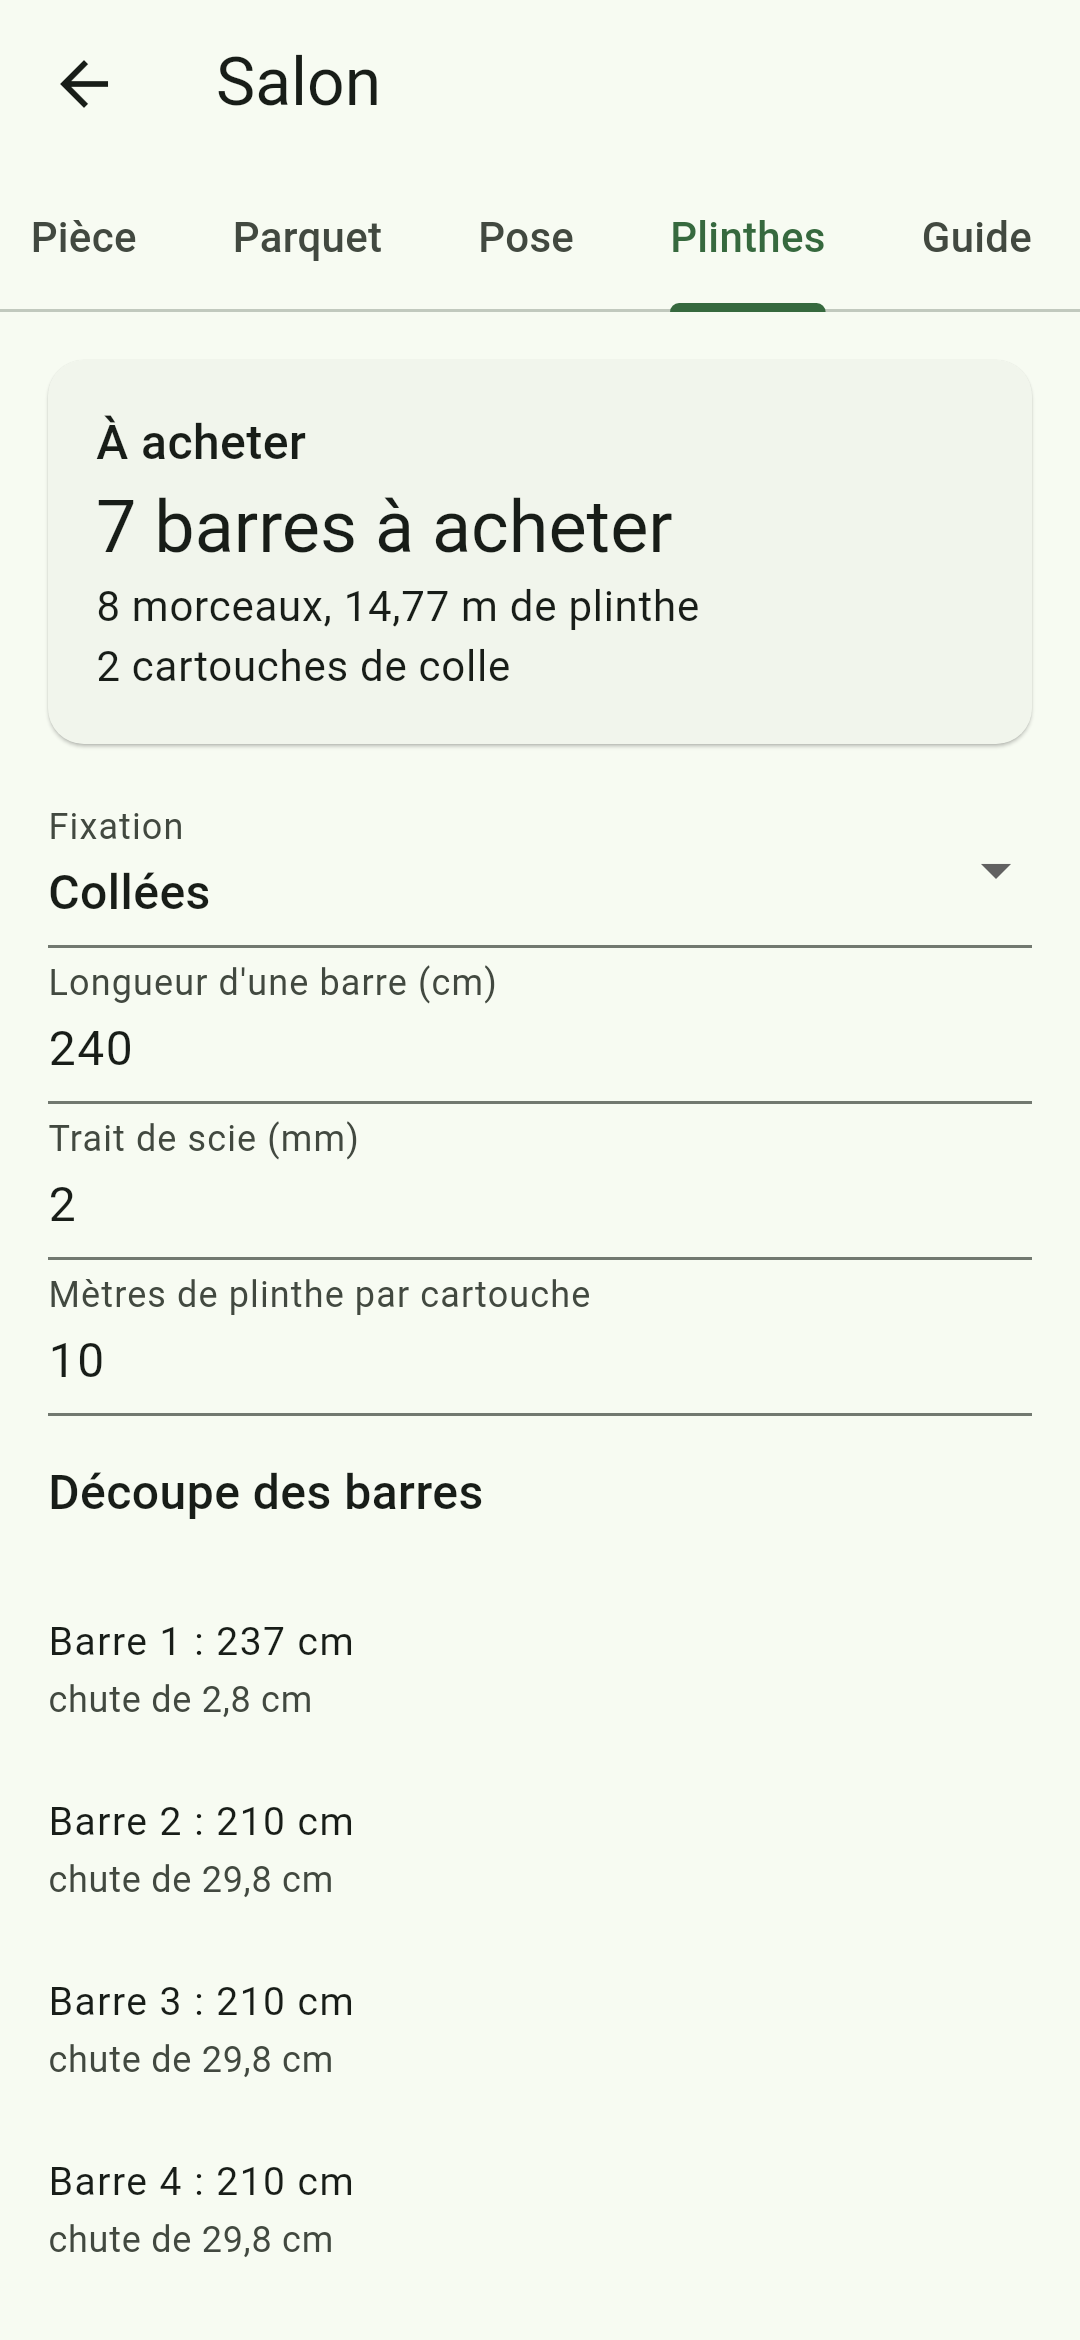 Salon
Pièce Parquet Pose Plinthes Guide
À acheter
7 barres à acheter
8 morceaux, 14,77 m de plinthe
2 cartouches de colle
Fixation
Collées
Longueur d'une barre (cm)
240
Trait de scie (mm)
2
Mètres de plinthe par cartouche
10
Découpe des barres
Barre 1 : 237 cm
chute de 2,8 cm
Barre 2 : 210 cm
chute de 29,8 cm
Barre 3 : 210 cm
chute de 29,8 cm
Barre 4 : 210 cm
chute de 29,8 cm